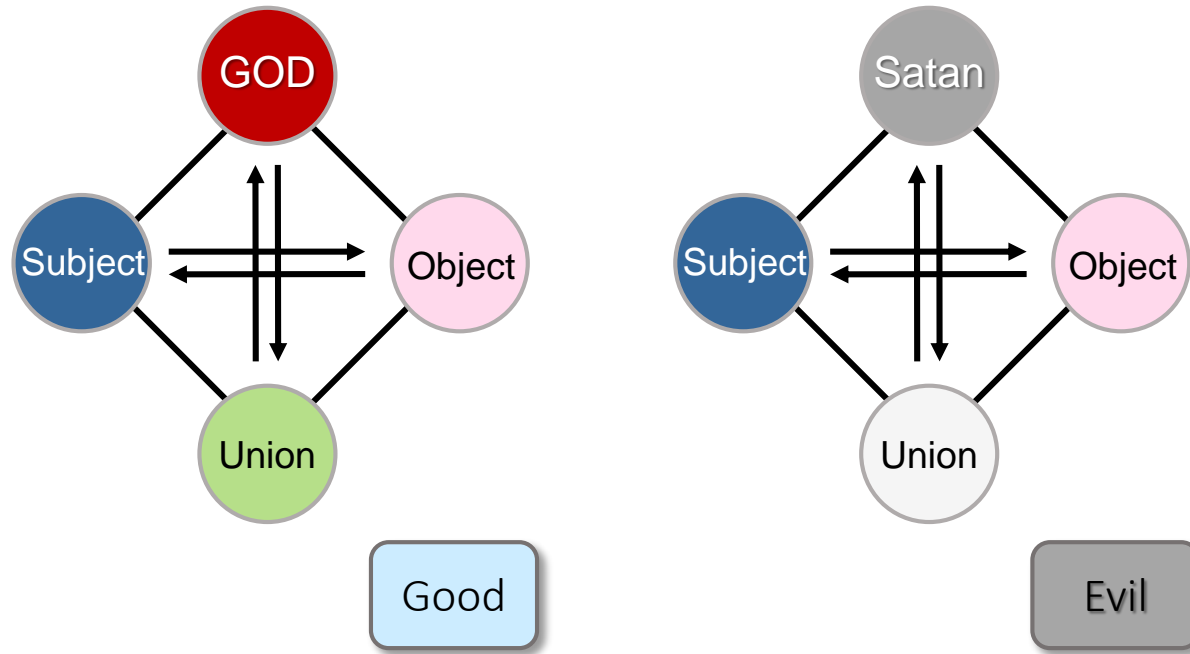 GOD
Subject
Object
Union
Good
Satan
Subject
Object
Union
Evil